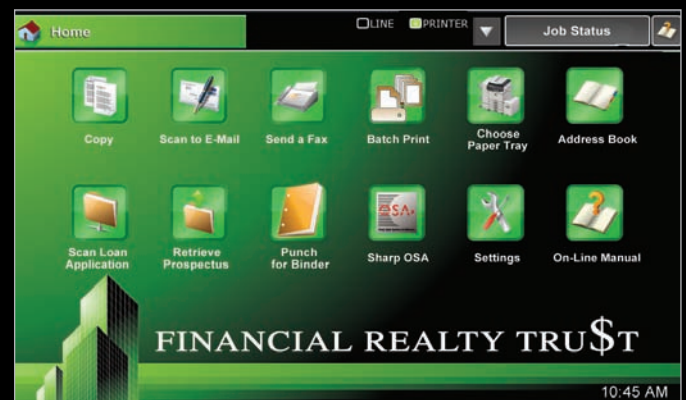 Home
LINE PRINTER
Job Status
Copy
Scan to E-Mail
Send a Fax
Batch Print
Choose
Paper Tray
Address Book
Scan Loan
Application
Retrieve
Prospectus
Punch
for Binder
Sharp OSA
Settings
On-Line Manual
FINANCIAL REALTY TRU$T
10:45 AM